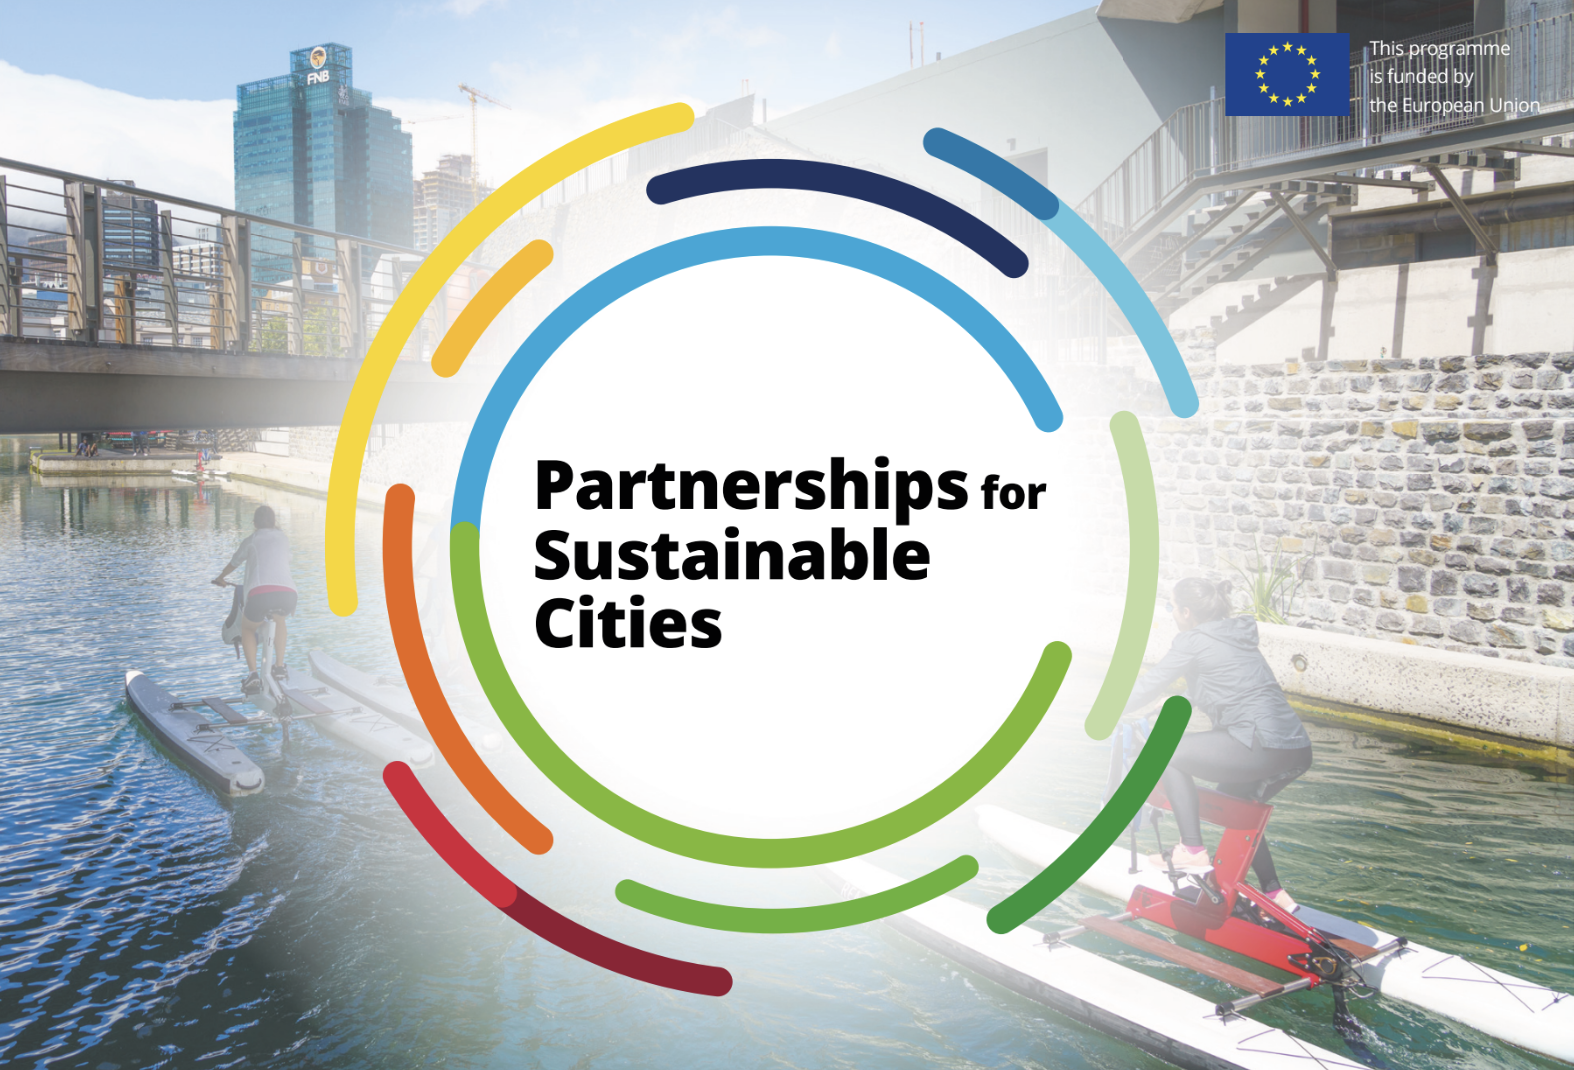 FNB
This programme
is funded by
the European Union
Partnerships for
Sustainable
Cities